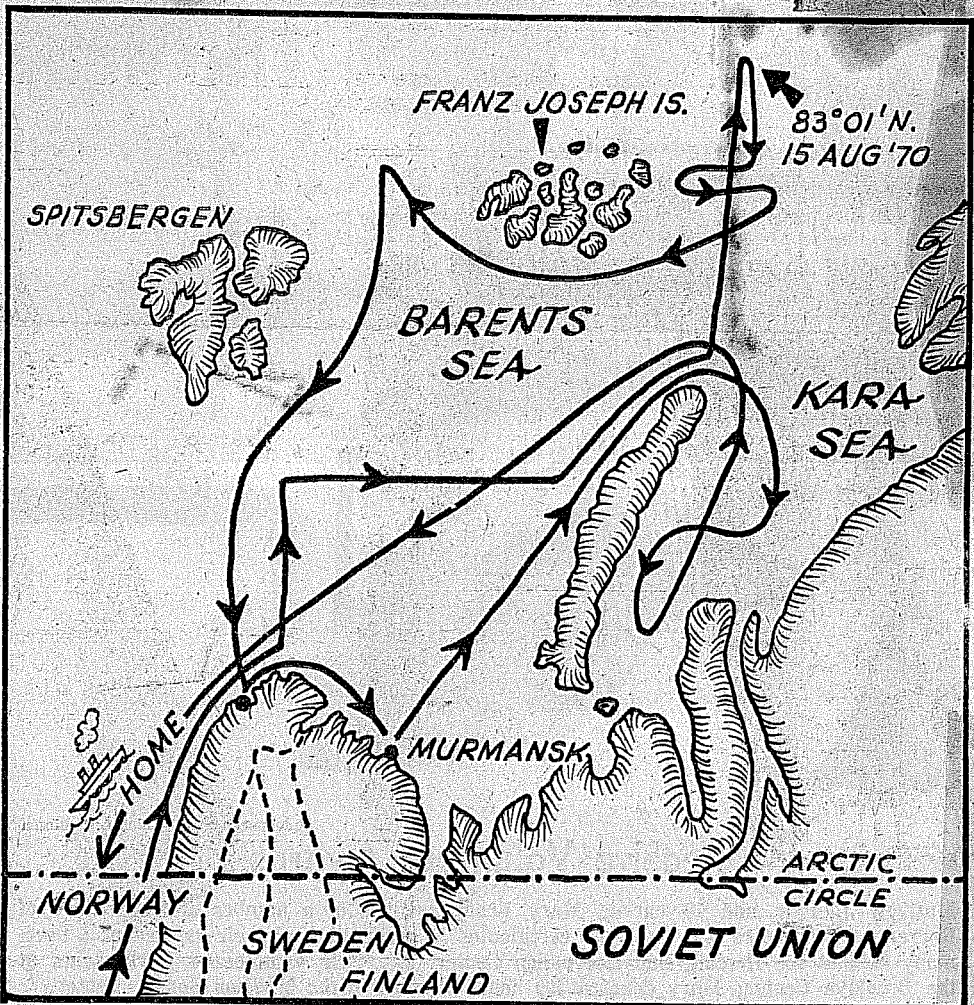 FRANZ JOSEPH IS.
83°01'N.
15 AUG '70
SPITSBERGEN
BARENTS
SEA
KARA
SEA
HOME
MURMANSK
ARCTIC
CIRCLE
NORWAY
SWEDEN
FINLAND
SOVIET UNION